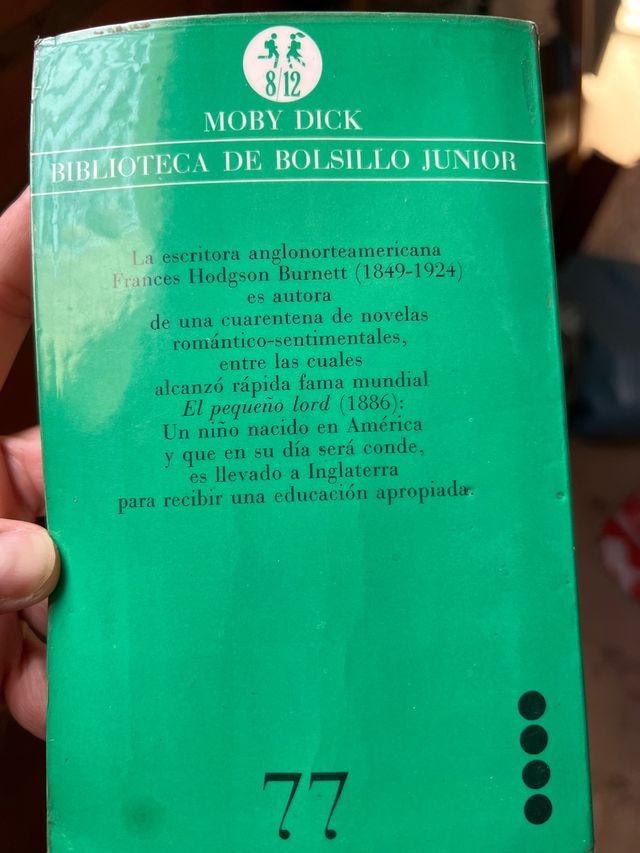 8/12
MOBY DICK
BIBLIOTECA DE BOLSILLO JUNIOR
La escritora anglonorteamericana
Frances Hodgson Burnett (1849-1924)
es autora
de una cuarentena de novelas
romántico-sentimentales,
entre las cuales
alcanzó rápida fama mundial
El pequeño lord (1886):
Un niño nacido en América
y que en su día será conde,
es llevado a Inglaterra
para recibir una educación apropiada.
77